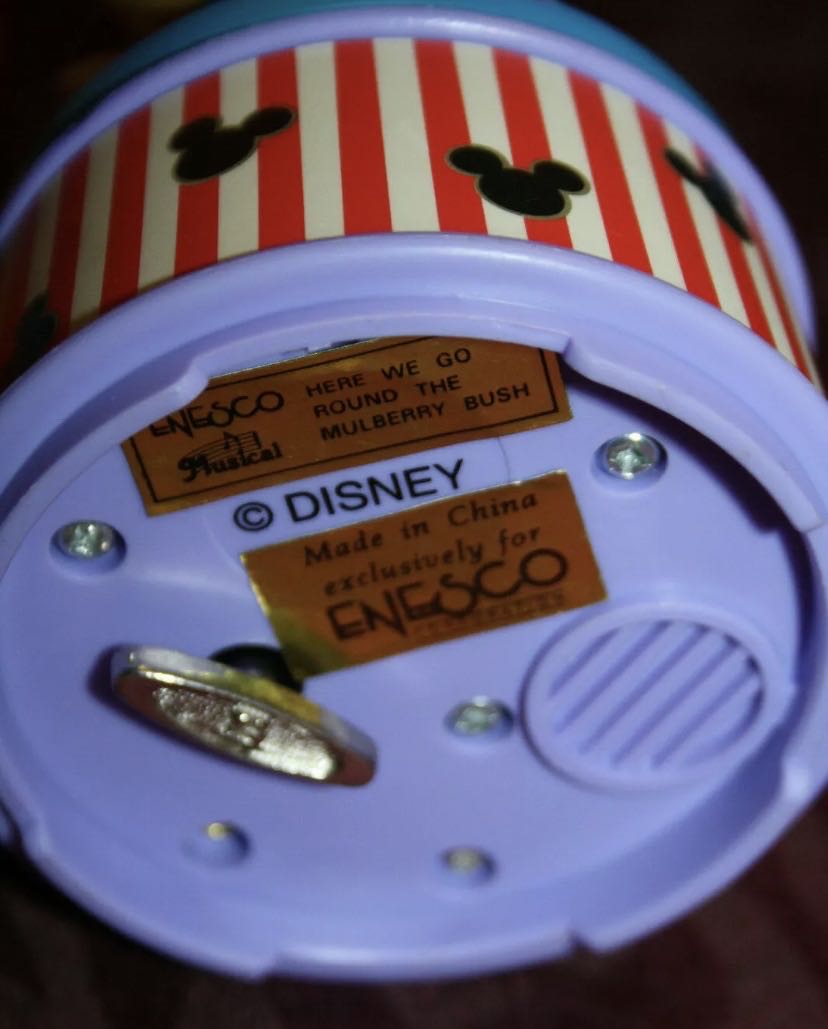 ENESCO
Musical
HERE WE GO
ROUND THE
MULBERRY BUSH
© DISNEY
Made in China
exclusively for
ENESCO